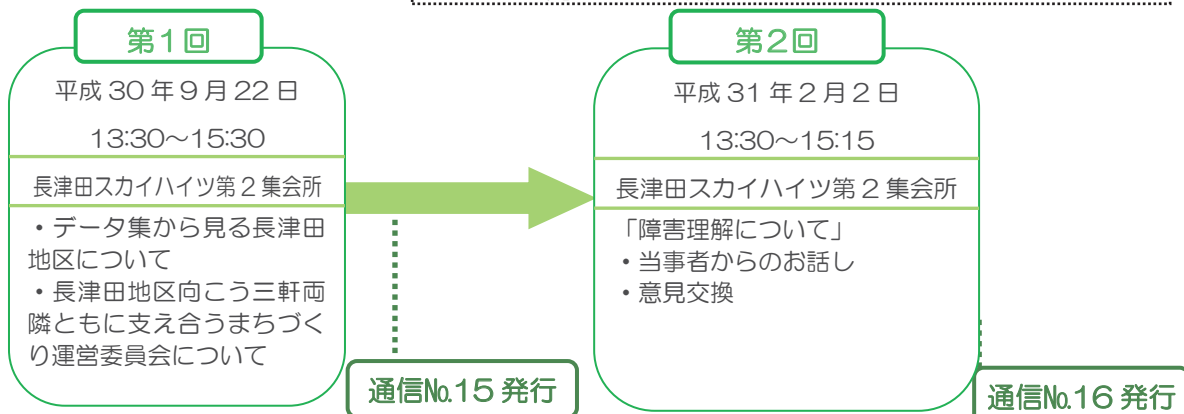 第1回
平成30年9月22日
13:30～15:30
長津田スカイハイツ第2集会所
・データ集から見る長津田
地区について
・長津田地区向こう三軒両
隣ともに支え合うまちづく
り運営委員会について
通信№15発行
第2回
平成31年2月2日
13:30～15:15
長津田スカイハイツ第2集会所
「障害理解について」
・当事者からのお話し
・意見交換
通信№16発行